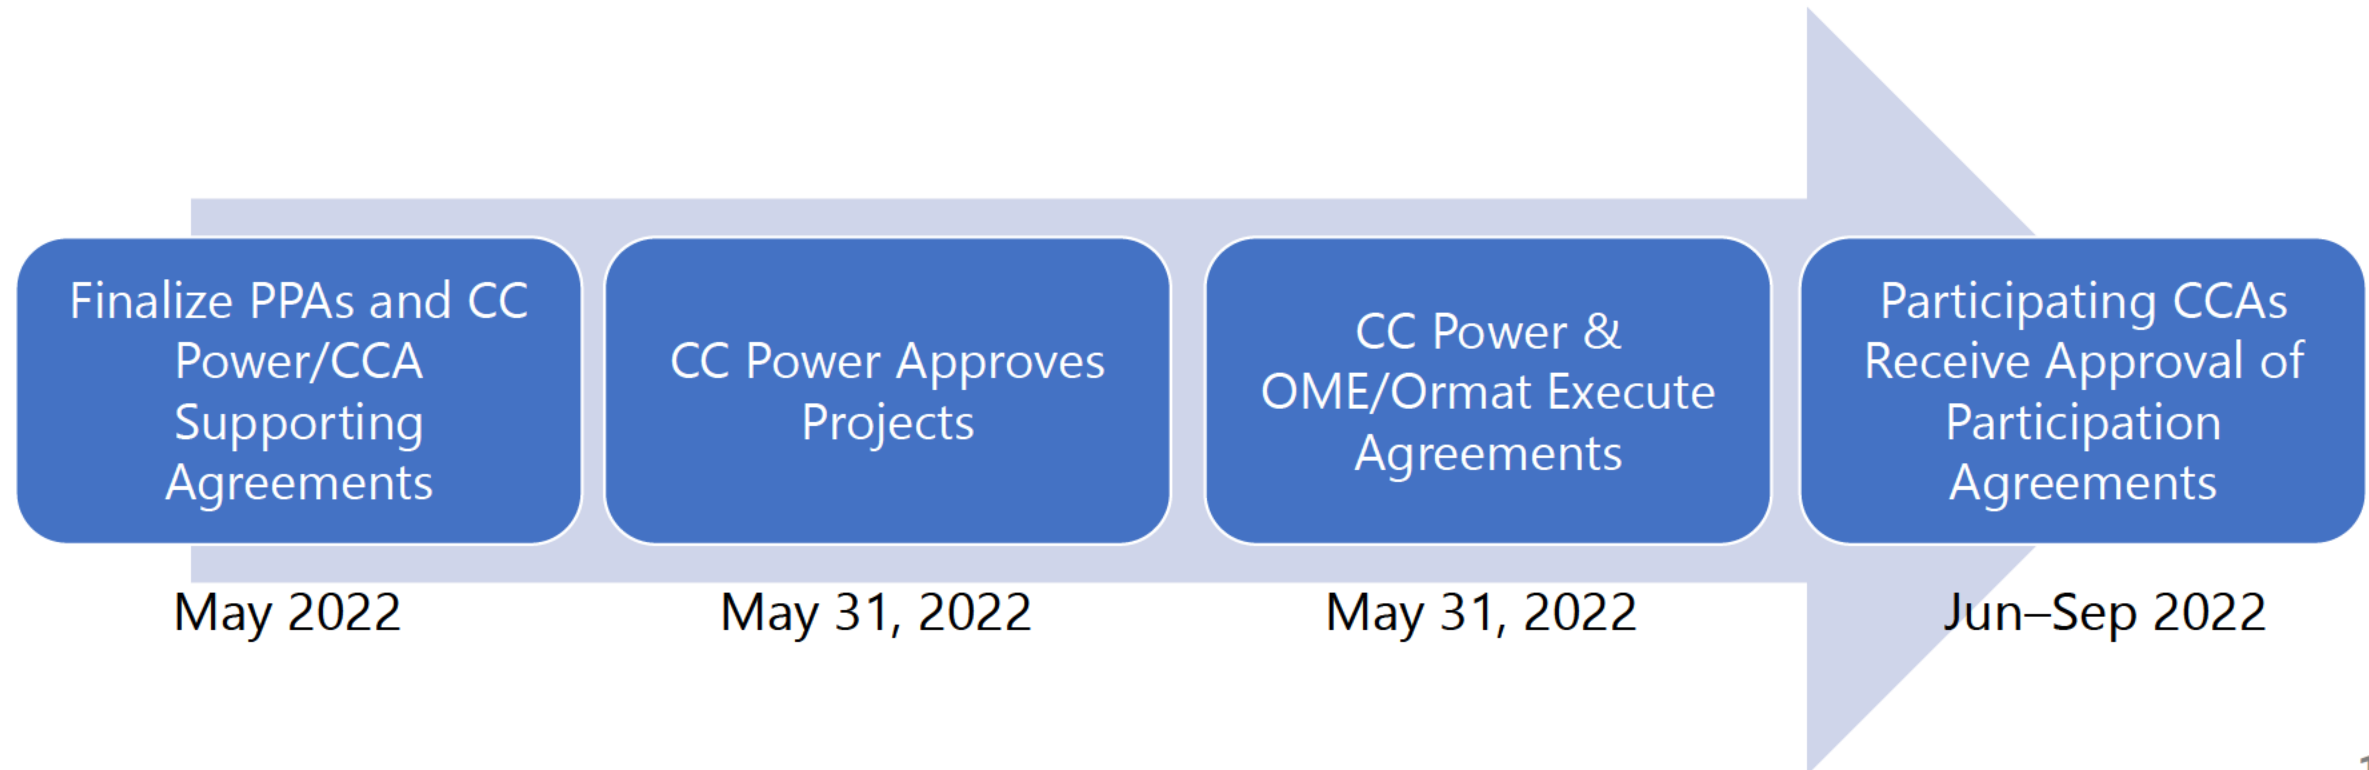 Finalize PPAs and CC
Power/CCA
Supporting
Agreements
CC Power Approves
Projects
CC Power &
OME/Ormat Execute
Agreements
Participating CCAs
Receive Approval of
Participation
Agreements
May 2022
May 31, 2022
May 31, 2022
Jun–Sep 2022